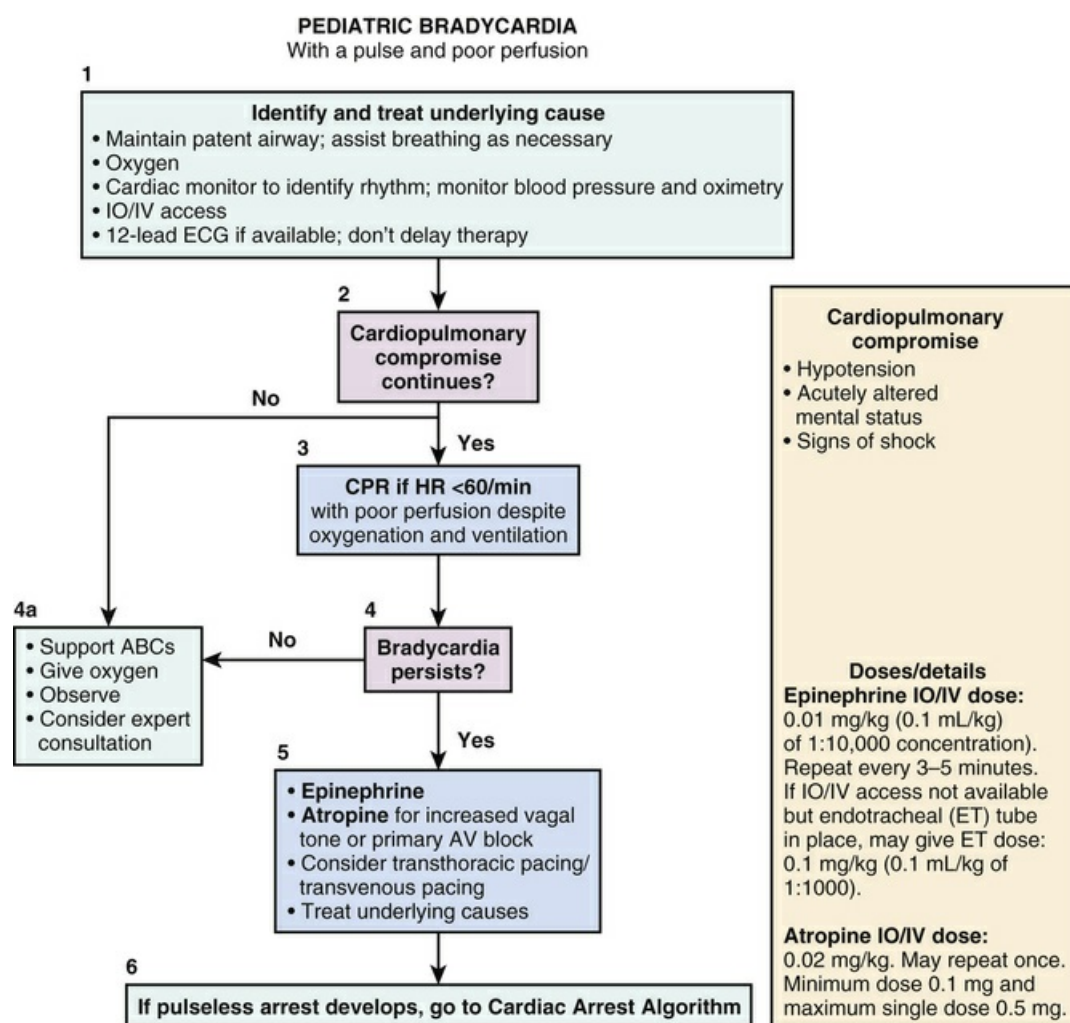 PEDIATRIC BRADYCARDIA
With a pulse and poor perfusion
1
Identify and treat underlying cause
• Maintain patent airway; assist breathing as necessary
• Oxygen
• Cardiac monitor to identify rhythm; monitor blood pressure and oximetry
• IO/IV access
• 12-lead ECG if available; don't delay therapy
2
Cardiopulmonary
compromise
continues?
No
Yes
3
CPR if HR <60/min
with poor perfusion despite
oxygenation and ventilation
4a
• Support ABCs
• Give oxygen
• Observe
• Consider expert
consultation
No
4
Bradycardia
persists?
Yes
5
• Epinephrine
• Atropine for increased vagal
tone or primary AV block
• Consider transthoracic pacing/
transvenous pacing
• Treat underlying causes
6
If pulseless arrest develops, go to Cardiac Arrest Algorithm
Cardiopulmonary
compromise
• Hypotension
• Acutely altered
mental status
• Signs of shock
Doses/details
Epinephrine IO/IV dose:
0.01 mg/kg (0.1 mL/kg)
of 1:10,000 concentration).
Repeat every 3–5 minutes.
If IO/IV access not available
but endotracheal (ET) tube
in place, may give ET dose:
0.1 mg/kg (0.1 mL/kg of
1:1000).
Atropine IO/IV dose:
0.02 mg/kg. May repeat once.
Minimum dose 0.1 mg and
maximum single dose 0.5 mg.